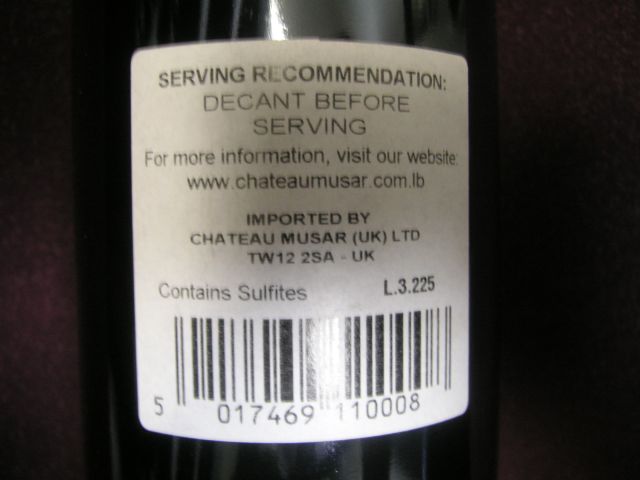 SERVING RECOMMENDATION:
DECANT BEFORE
SERVING
For more information, visit our website:
www.chateaumusar.com.lb
IMPORTED BY
CHATEAU MUSAR (UK) LTD
TW12 2SA - UK
Contains Sulfites L.3.225
5 017469 110008